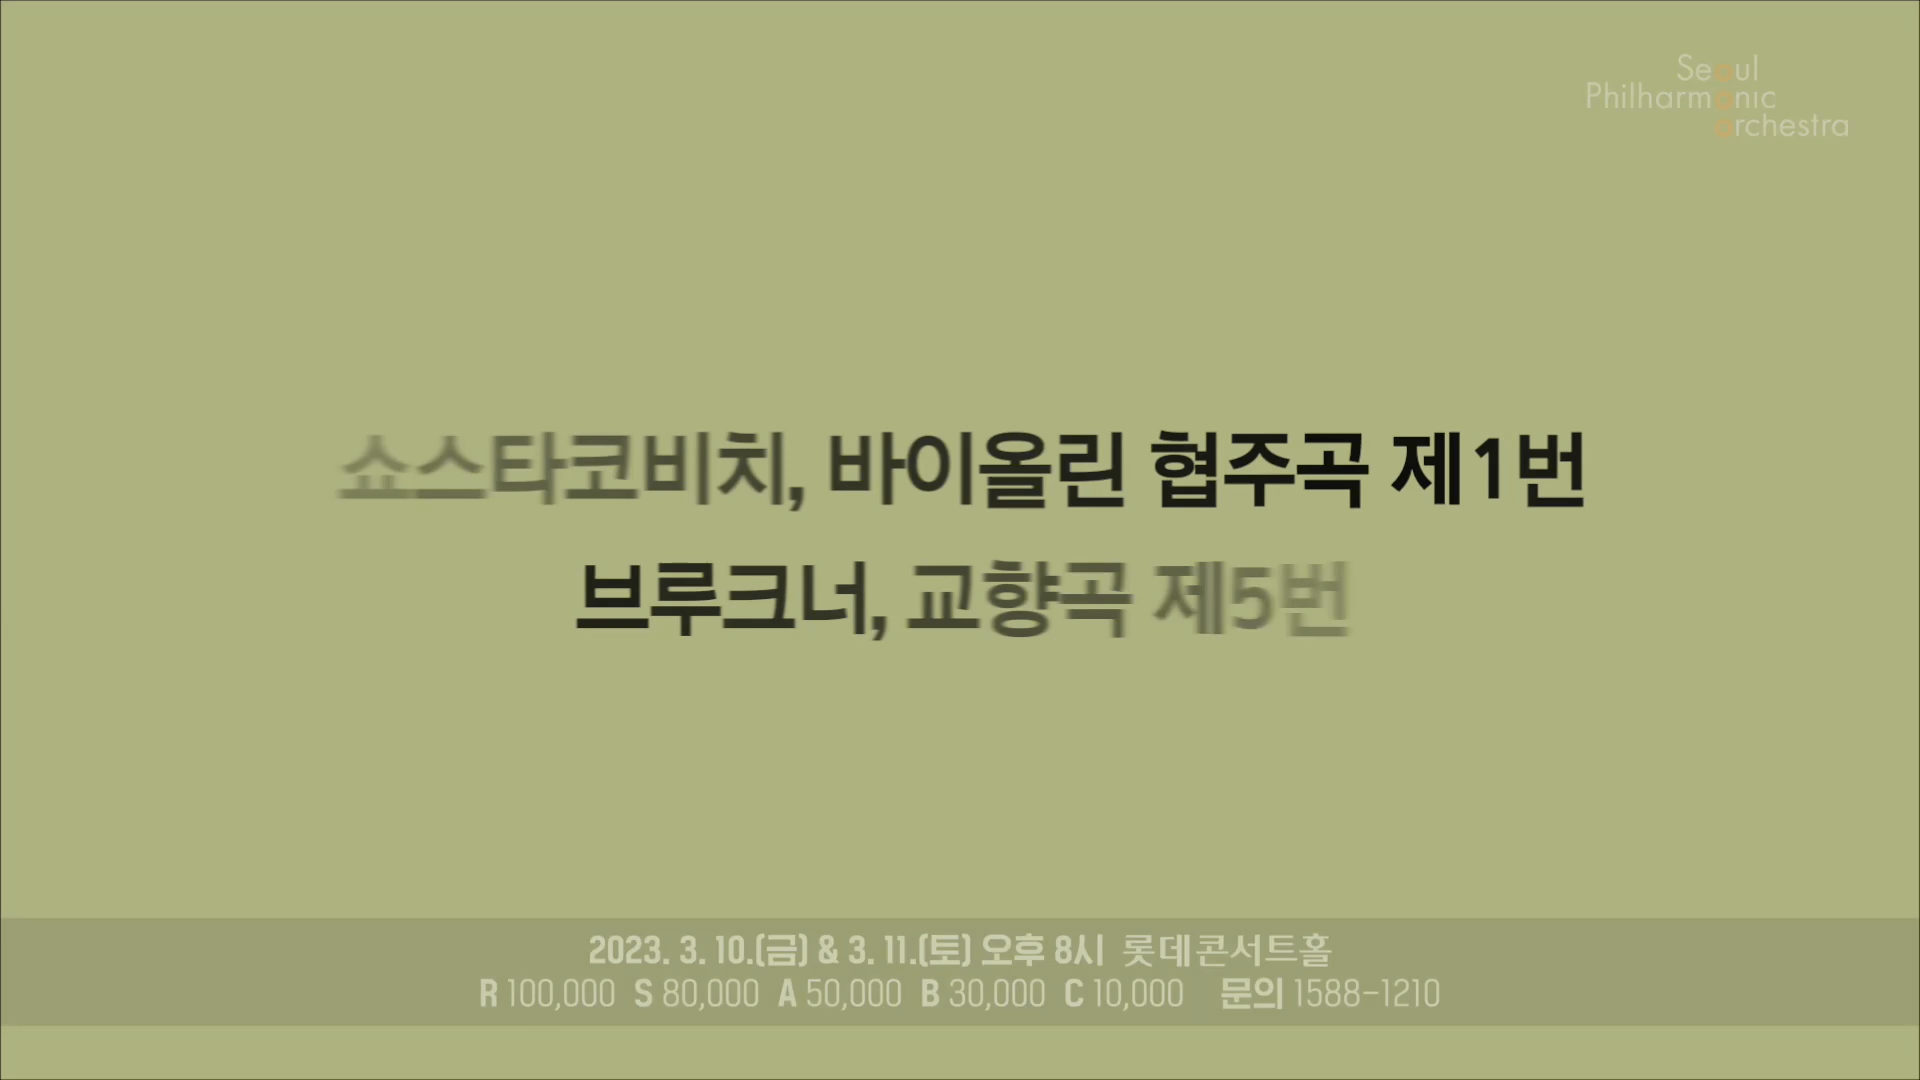 Seoul
Philharmonic
orchestra
쇼스타코비치, 바이올린 협주곡 제1번
브루크너, 교향곡 제5번
2023. 3. 10.(금) & 3. 11.(토) 오후 8시 롯데콘서트홀
R 100,000 S 80,000 A 50,000 B 30,000 C 10,000 문의 1588-1210